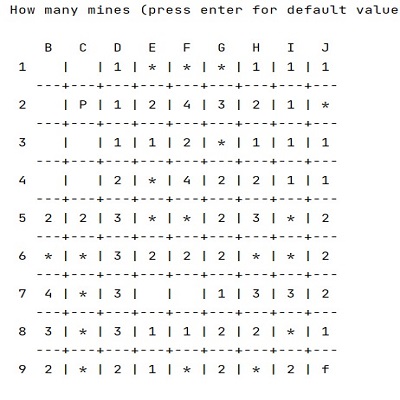 How many mines (press enter for default value
B C D E F G H I J
1 | | 1 | * | * | * | 1 | 1 | 1
---+---+---+---+---+---+---+---+---
2 | P | 1 | 2 | 4 | 3 | 2 | 1 | *
---+---+---+---+---+---+---+---+---
3 | | 1 | 1 | 2 | * | 1 | 1 | 1
---+---+---+---+---+---+---+---+---
4 | | 2 | * | 4 | 2 | 2 | 1 | 1
---+---+---+---+---+---+---+---+---
5 2 | 2 | 3 | * | * | 2 | 3 | * | 2
---+---+---+---+---+---+---+---+---
6 * | * | 3 | 2 | 2 | 2 | * | * | 2
---+---+---+---+---+---+---+---+---
7 4 | * | 3 | | | 1 | 3 | 3 | 2
---+---+---+---+---+---+---+---+---
8 3 | * | 3 | 1 | 1 | 2 | 2 | * | 1
---+---+---+---+---+---+---+---+---
9 2 | * | 2 | 1 | * | 2 | * | 2 | f